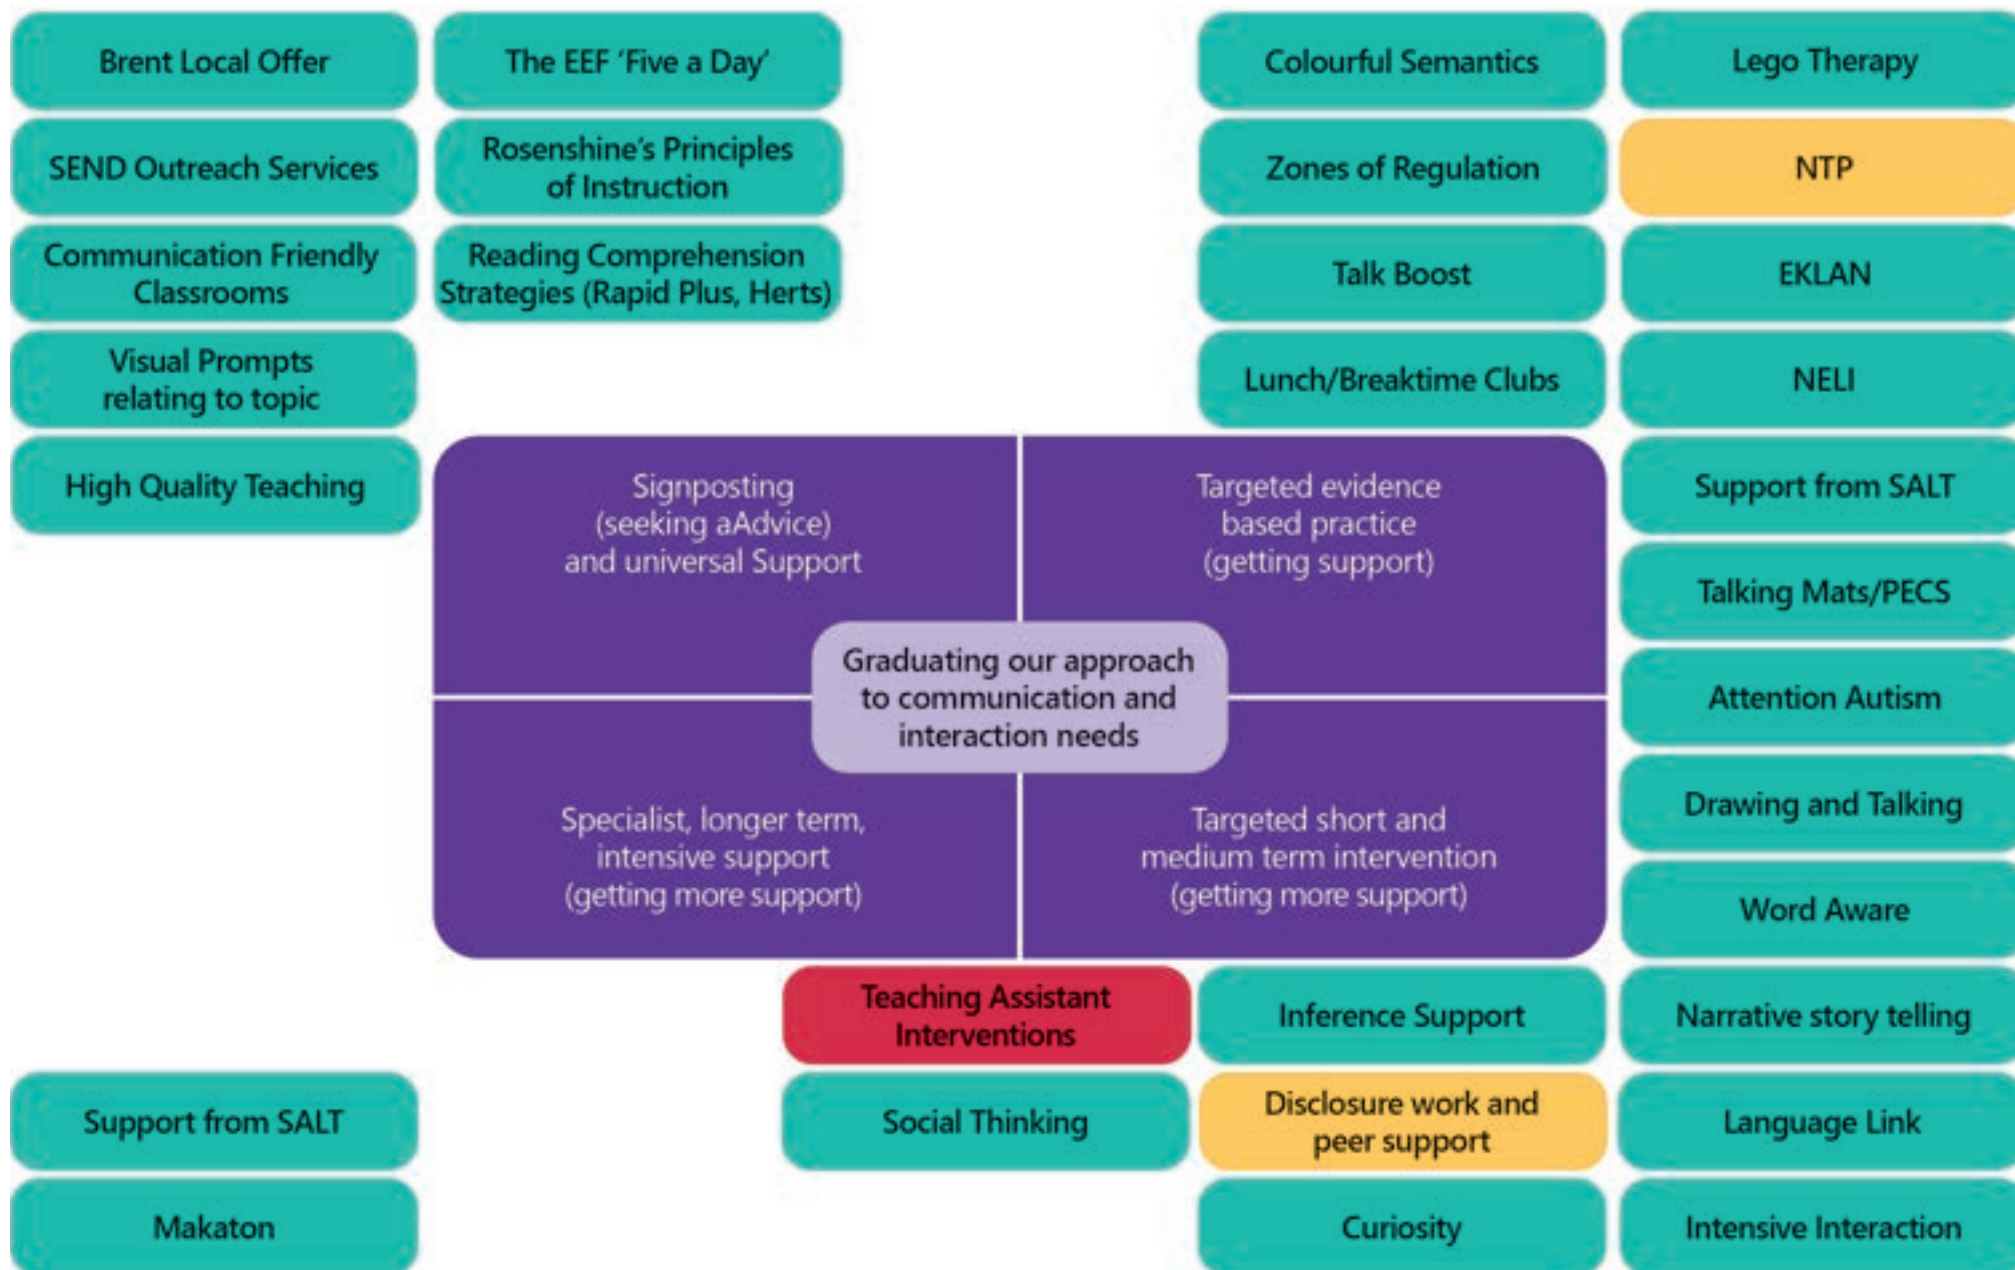 Brent Local Offer
The EEF ‘Five a Day’
Colourful Semantics
Lego Therapy
SEND Outreach Services
Rosenshine’s Principles
of Instruction
Zones of Regulation
NTP
Communication Friendly
Classrooms
Reading Comprehension
Strategies (Rapid Plus, Herts)
Talk Boost
EKLAN
Visual Prompts
relating to topic
Lunch/Breaktime Clubs
NELI
High Quality Teaching
Signposting
(seeking aAdvice)
and universal Support
Targeted evidence
based practice
(getting support)
Support from SALT
Talking Mats/PECS
Graduating our approach
to communication and
interaction needs
Attention Autism
Specialist, longer term,
intensive support
(getting more support)
Targeted short and
medium term intervention
(getting more support)
Drawing and Talking
Word Aware
Teaching Assistant
Interventions
Inference Support
Narrative story telling
Support from SALT
Social Thinking
Disclosure work and
peer support
Language Link
Makaton
Curiosity
Intensive Interaction